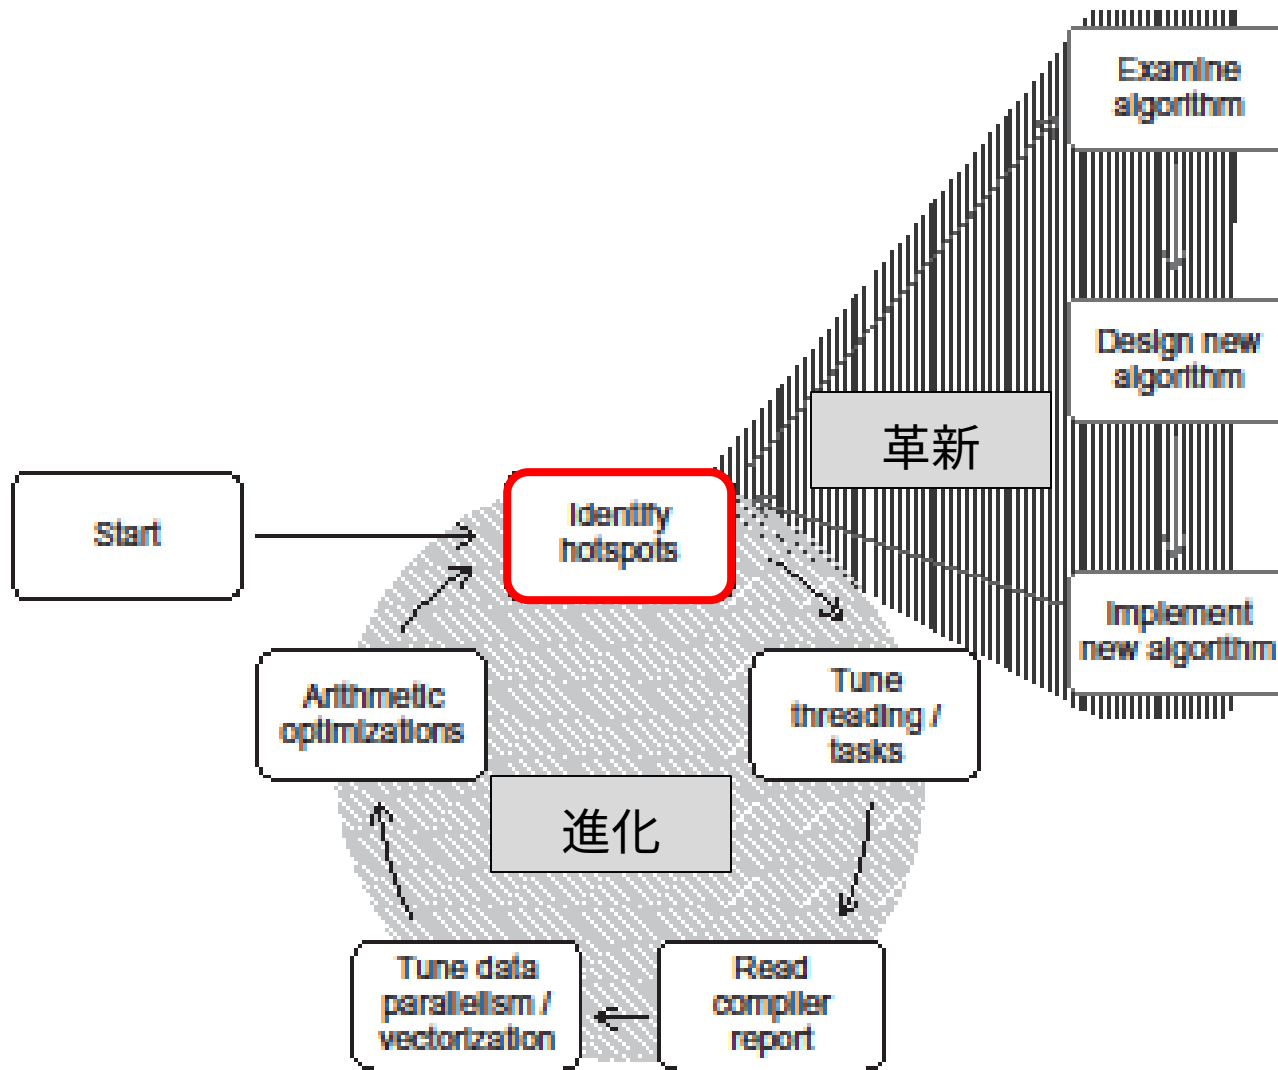 Examine
algorithm
Design new
algorithm
革新
Start
Identify
hotspots
Implement
new algorithm
Arithmetic
optimizations
Tune
threading /
tasks
進化
Tune data
parallelism /
vectorization
Read
compiler
report